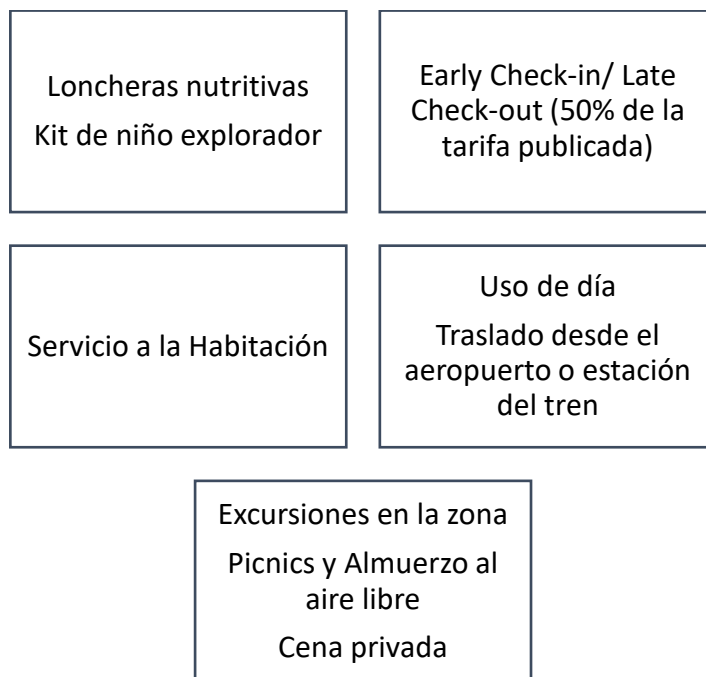 Loncheras nutritivas
Kit de niño explorador
Early Check-in/ Late
Check-out (50% de la
tarifa publicada)
Servicio a la Habitación
Uso de día
Traslado desde el
aeropuerto o estación
del tren
Excursiones en la zona
Picnics y Almuerzo al
aire libre
Cena privada